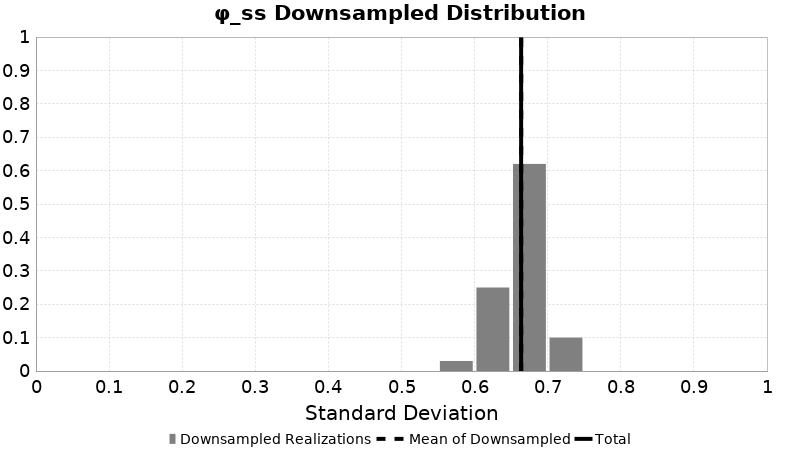 φ_ss Downsampled Distribution
1
0.9
0.8
0.7
0.6
0.5
0.4
0.3
0.2
0.1
0
0 0.1 0.2 0.3 0.4 0.5 0.6 0.7 0.8 0.9 1
Standard Deviation
Downsampled Realizations Mean of Downsampled Total